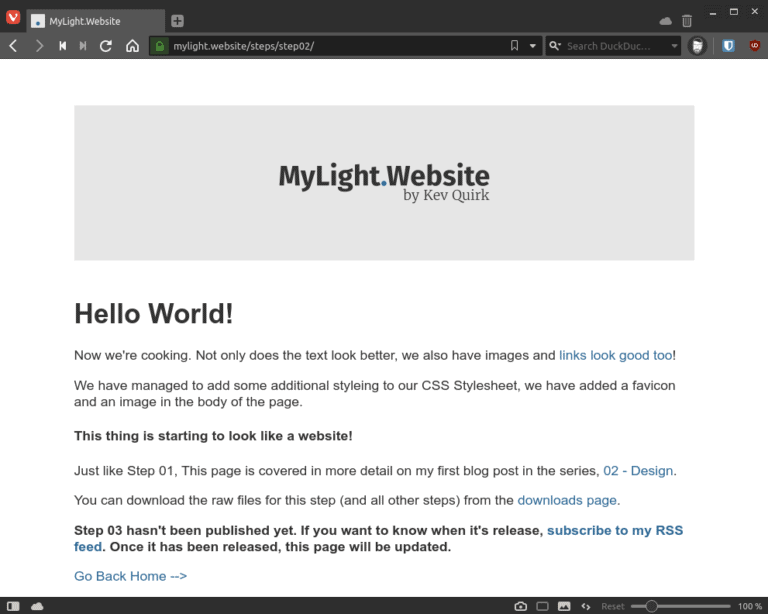 MyLight.Website
mylight.website/steps/step02/
Search DuckDuc...
MyLight.Website
by Kev Quirk
Hello World!
Now we're cooking. Not only does the text look better, we also have images and links look good too!
We have managed to add some additional styleing to our CSS Stylesheet, we have added a favicon
and an image in the body of the page.
This thing is starting to look like a website!
Just like Step 01, This page is covered in more detail on my first blog post in the series, 02 - Design.
You can download the raw files for this step (and all other steps) from the downloads page.
Step 03 hasn't been published yet. If you want to know when it's release, subscribe to my RSS
feed. Once it has been released, this page will be updated.
Go Back Home -->
Reset 100 %